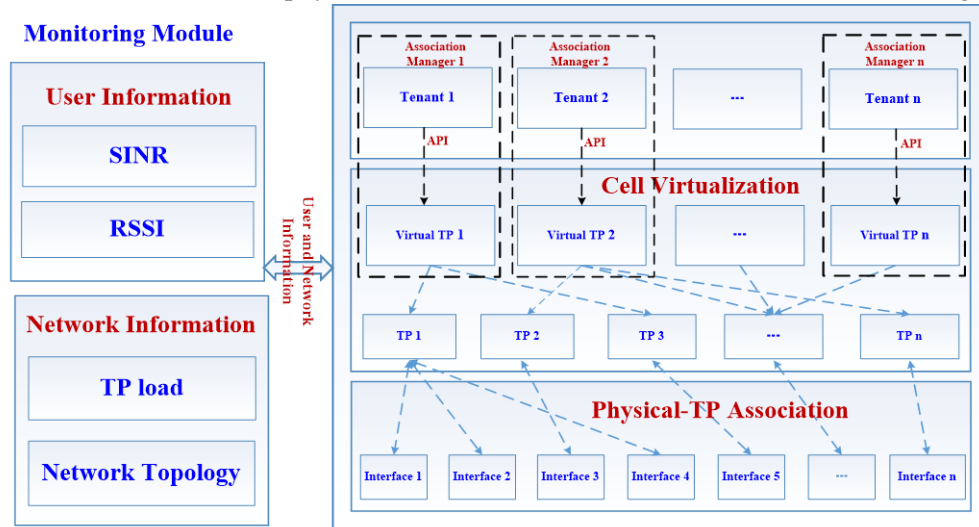 Monitoring Module
User Information
SINR
RSSI
Network Information
TP load
Network Topology
User and Network
Information
Association
Manager 1
Association
Manager 2
Association
Manager n
Tenant 1
Tenant 2
---
Tenant n
API
API
API
Cell Virtualization
Virtual TP 1
Virtual TP 2
---
Virtual TP n
TP 1
TP 2
TP 3
---
TP n
Physical-TP Association
Interface 1
Interface 2
Interface 3
Interface 4
Interface 5
---
Interface n